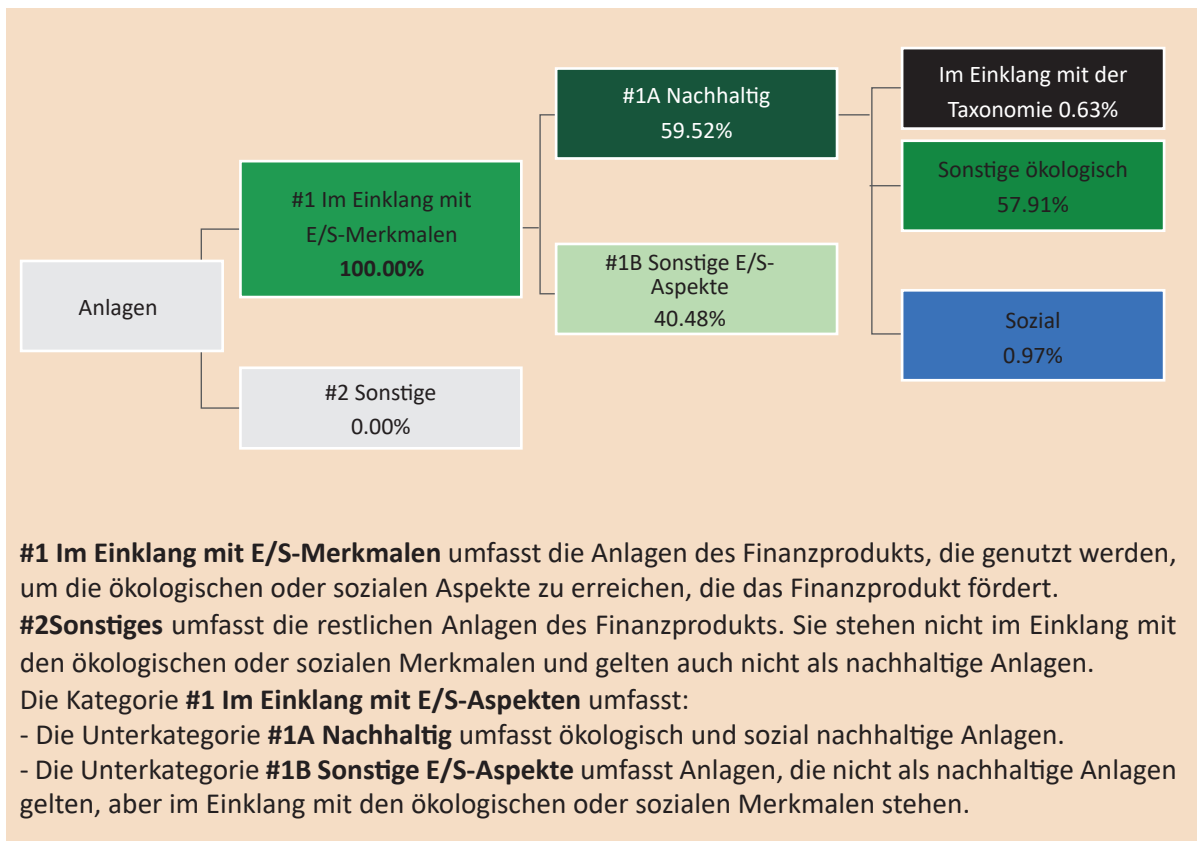 Anlagen
#1 Im Einklang mit
E/S-Merkmalen
100.00%
#2 Sonstige
0.00%
#1A Nachhaltig
59.52%
#1B Sonstige E/S-
Aspekte
40.48%
Im Einklang mit der
Taxonomie 0.63%
Sonstige ökologisch
57.91%
Sozial
0.97%
#1 Im Einklang mit E/S-Merkmalen umfasst die Anlagen des Finanzprodukts, die genutzt werden,
um die ökologischen oder sozialen Aspekte zu erreichen, die das Finanzprodukt fördert.
#2Sonstiges umfasst die restlichen Anlagen des Finanzprodukts. Sie stehen nicht im Einklang mit
den ökologischen oder sozialen Merkmalen und gelten auch nicht als nachhaltige Anlagen.
Die Kategorie #1 Im Einklang mit E/S-Aspekten umfasst:
- Die Unterkategorie #1A Nachhaltig umfasst ökologisch und sozial nachhaltige Anlagen.
- Die Unterkategorie #1B Sonstige E/S-Aspekte umfasst Anlagen, die nicht als nachhaltige Anlagen
gelten, aber im Einklang mit den ökologischen oder sozialen Merkmalen stehen.